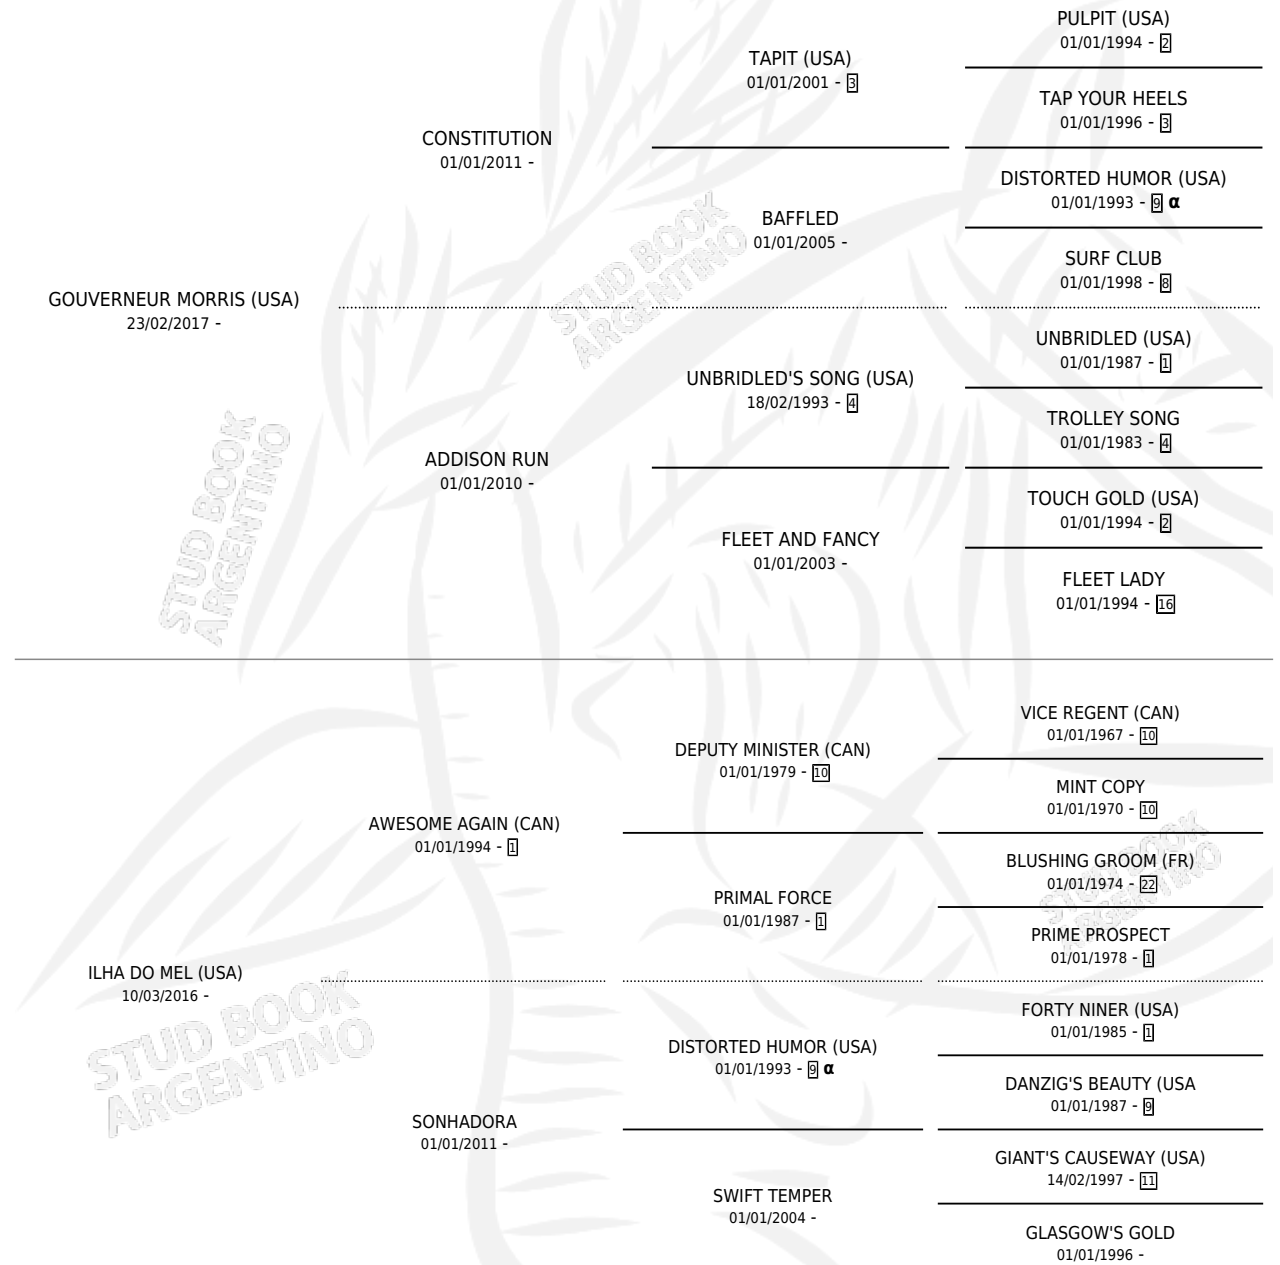 PULPIT (USA)
01/01/1994 - 2
TAPIT (USA)
01/01/2001 - 3
TAP YOUR HEELS
01/01/1996 - 3
CONSTITUTION
01/01/2011 -
DISTORTED HUMOR (USA)
01/01/1993 - 9 α
BAFFLED
01/01/2005 -
SURF CLUB
01/01/1998 - 8
GOUVERNEUR MORRIS (USA)
23/02/2017 -
UNBRIDLED (USA)
01/01/1987 - 1
UNBRIDLED'S SONG (USA)
18/02/1993 - 4
TROLLEY SONG
01/01/1983 - 4
ADDISON RUN
01/01/2010 -
TOUCH GOLD (USA)
01/01/1994 - 2
FLEET AND FANCY
01/01/2003 -
FLEET LADY
01/01/1994 - 16
STUD BOOK
ARGENTINO
STUD BOOK
ARGENTINO
VICE REGENT (CAN)
01/01/1967 - 10
DEPUTY MINISTER (CAN)
01/01/1979 - 10
MINT COPY
01/01/1970 - 10
AWESOME AGAIN (CAN)
01/01/1994 - 1
BLUSHING GROOM (FR)
01/01/1974 - 22
PRIMAL FORCE
01/01/1987 - 1
PRIME PROSPECT
01/01/1978 - 1
ILHA DO MEL (USA)
10/03/2016 -
FORTY NINER (USA)
01/01/1985 - 1
DISTORTED HUMOR (USA)
01/01/1993 - 9 α
DANZIG'S BEAUTY (USA
01/01/1987 - 9
SONHADORA
01/01/2011 -
GIANT'S CAUSEWAY (USA)
14/02/1997 - 11
SWIFT TEMPER
01/01/2004 -
GLASGOW'S GOLD
01/01/1996 -
STUD BOOK
ARGENTINO
STUD BOOK
ARGENTINO